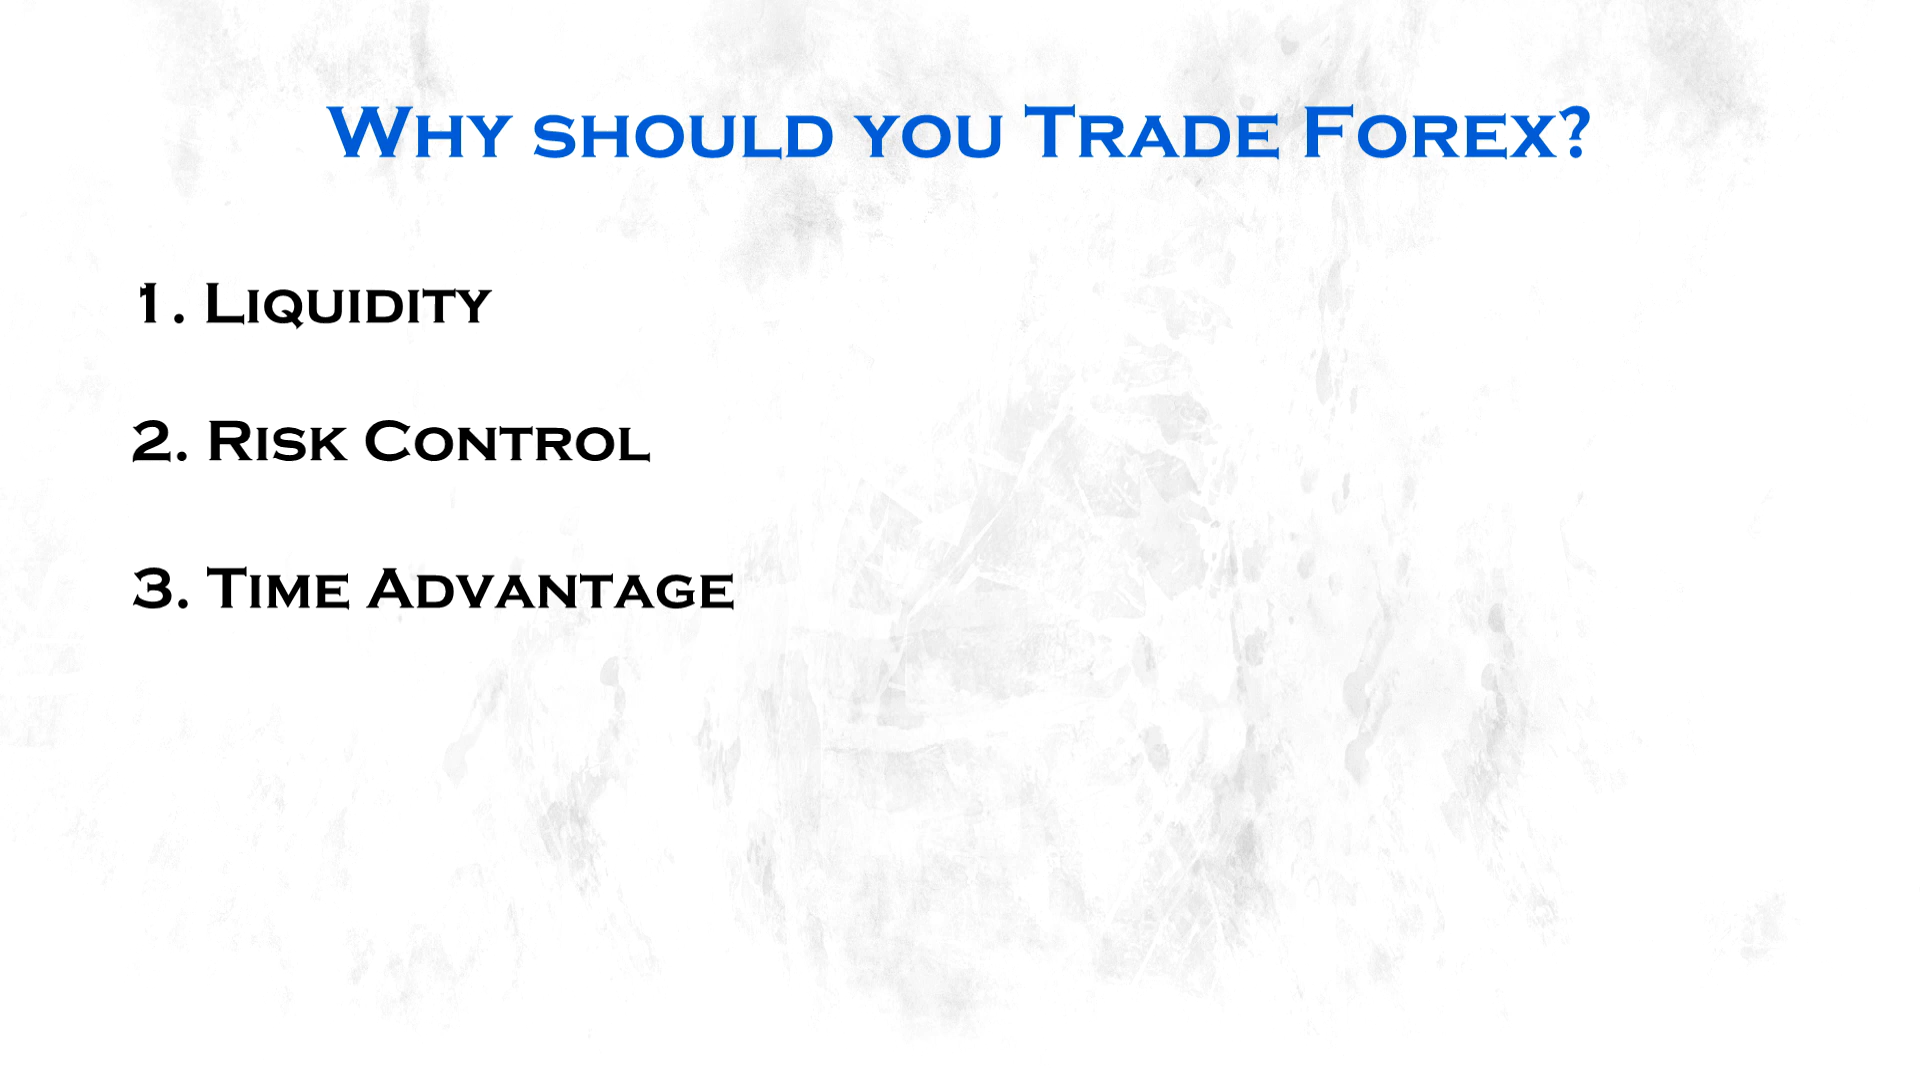 Why should you Trade Forex?
1. Liquidity
2. Risk Control
3. Time Advantage